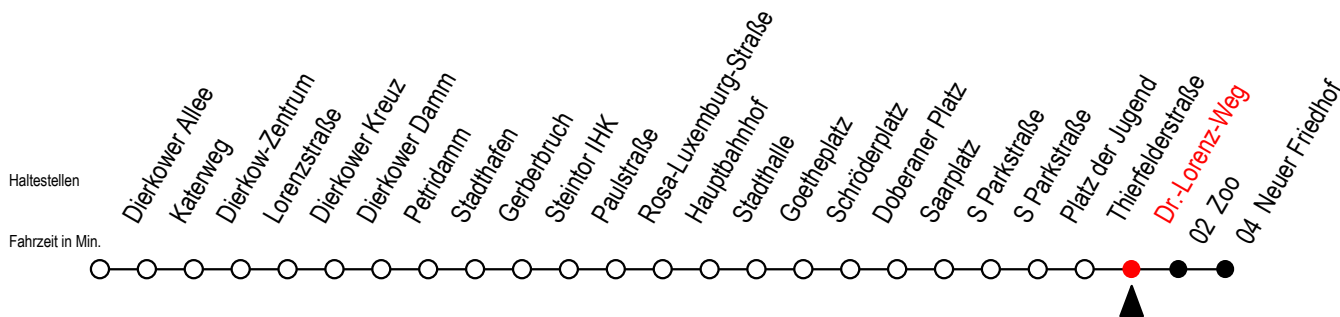 Haltestellen
Fahrzeit in Min.
Dierkower Allee
Katerweg
Dierkow-Zentrum
Lorenzstraße
Dierkower Kreuz
Dierkower Damm
Petridamm
Stadthafen
Gerberbruch
Steintor IHK
Paulstraße
Rosa-Luxemburg-Straße
Hauptbahnhof
Stadthalle
Goetheplatz
Schröderplatz
Doberaner Platz
Saarplatz
S Parkstraße
S Parkstraße
Platz der Jugend
Thierfelderstraße
Dr.-Lorenz-Weg
02 Zoo
04 Neuer Friedhof